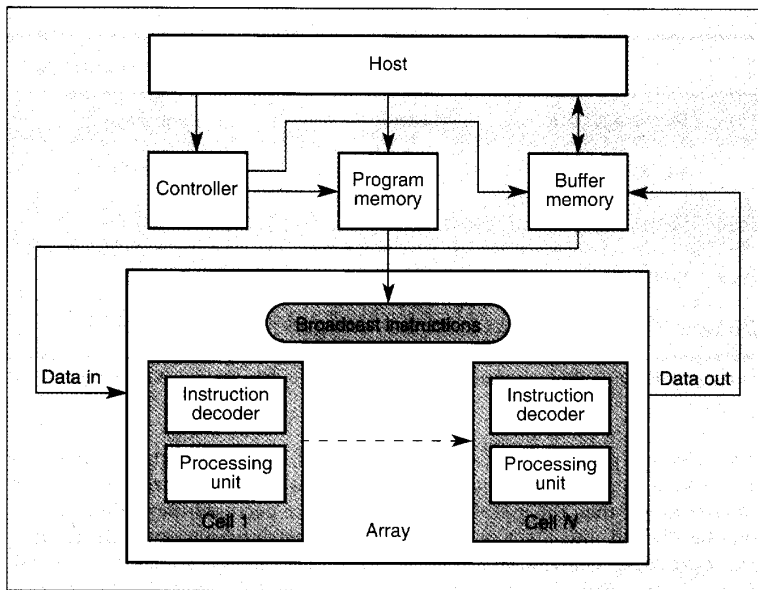 Host
Controller
Program
memory
Buffer
memory
Broadcast instructions
Data in
Data out
Instruction
decoder
Processing
unit
Cell 1
Instruction
decoder
Processing
unit
Cell N
Array